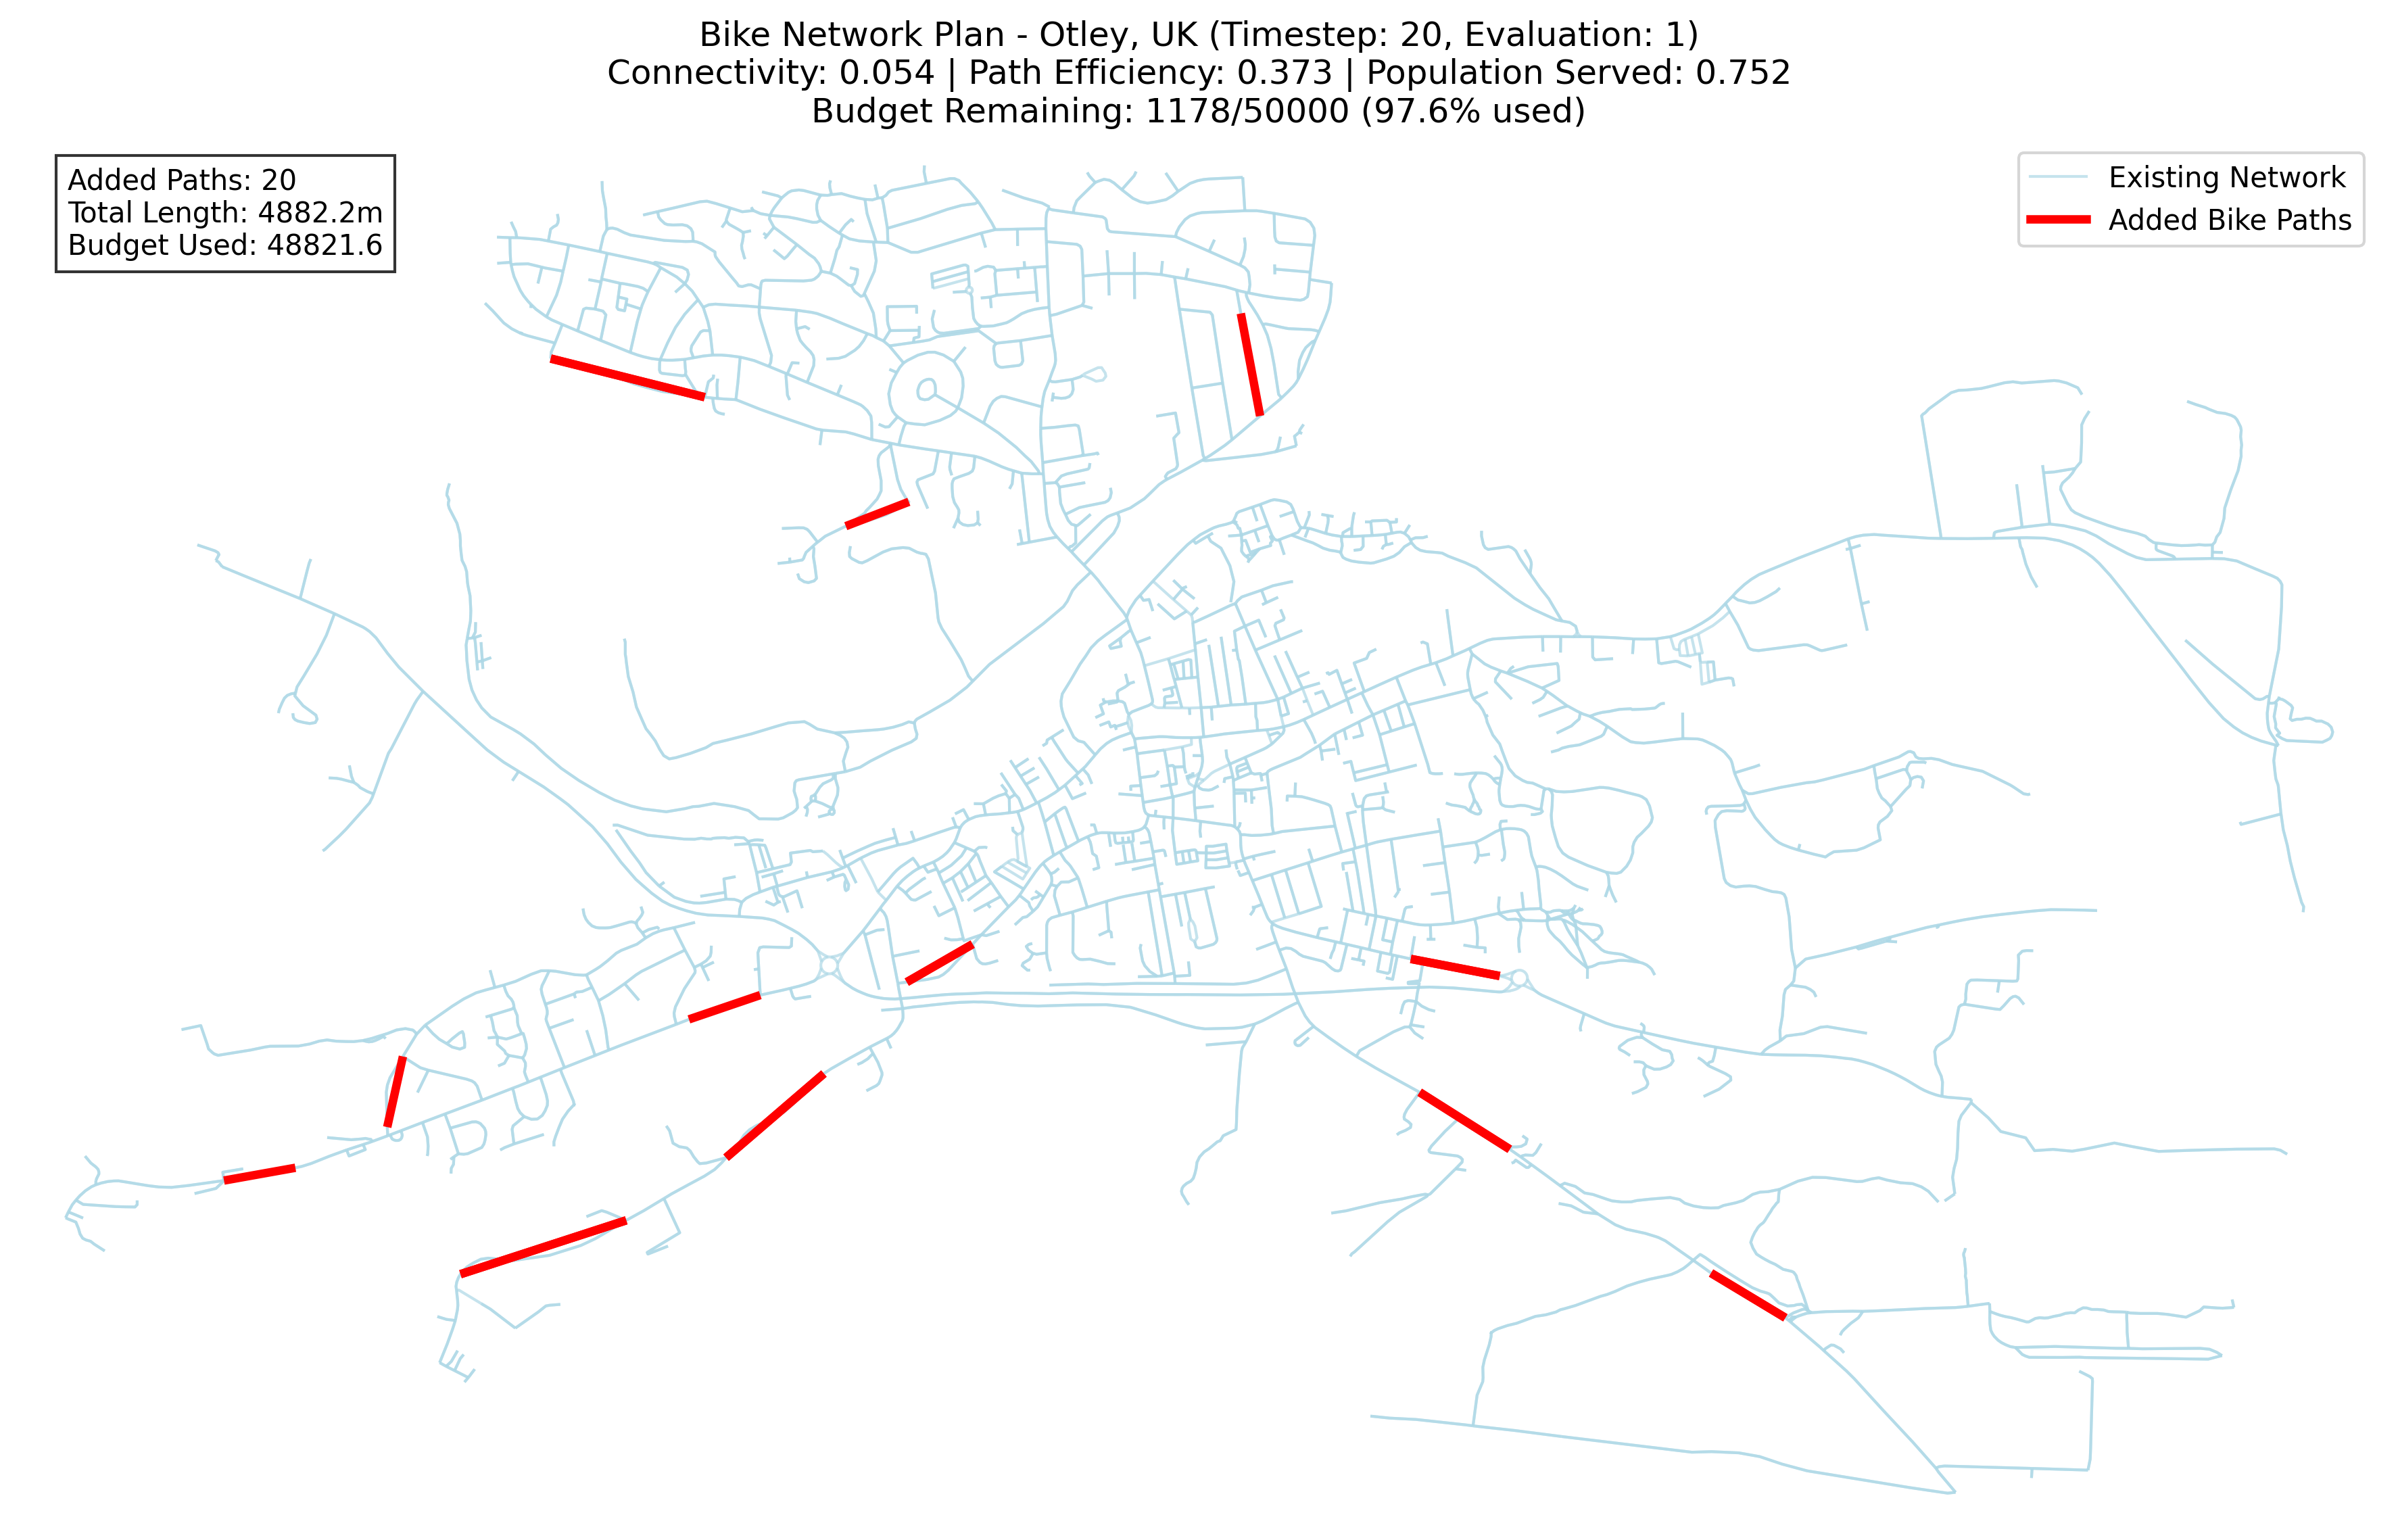 Bike Network Plan - Otley, UK (Timestep: 20, Evaluation: 1)
Connectivity: 0.054 | Path Efficiency: 0.373 | Population Served: 0.752
Budget Remaining: 1178/50000 (97.6% used)
Added Paths: 20
Total Length: 4882.2m
Budget Used: 48821.6
Existing Network
Added Bike Paths